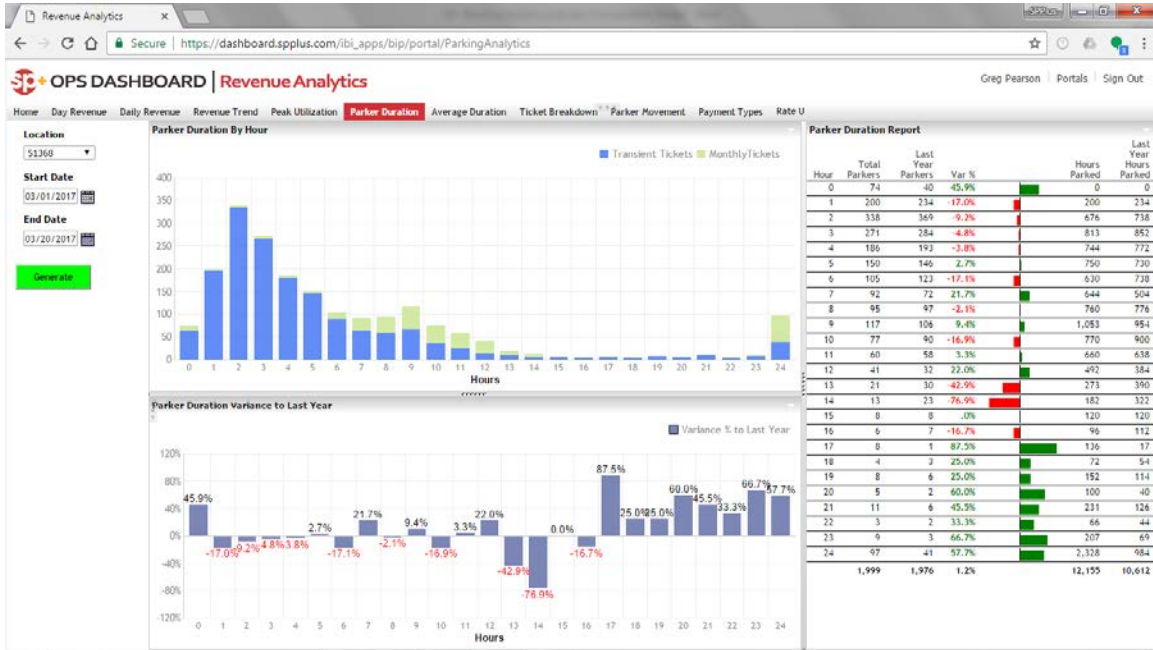 Revenue Analytics
SPPlus
Secure | https://dashboard.spplus.com/ibi_apps/bip/portal/ParkingAnalytics
sp+ OPS DASHBOARD | Revenue Analytics
Greg Pearson Portals Sign Out
Home Day Revenue Daily Revenue Revenue Trend Peak Utilization Parker Duration Average Duration Ticket Breakdown Parker Movement Payment Types Rate U
Location
S1368
Start Date
03/01/2017
End Date
03/20/2017
Generate
Parker Duration By Hour
Transient Tickets MonthlyTickets
400
350
300
250
200
150
100
50
0
0 1 2 3 4 5 6 7 8 9 10 11 12 13 14 15 16 17 18 19 20 21 22 23 24
Hours
Parker Duration Variance to Last Year
Variance % to Last Year
120%
80%
40%
0%
-40%
-80%
-120%
45.9% -17.0% -9.2% -4.8% -3.8% 2.7% -17.1% 21.7% -2.1% 9.4% -16.9% 3.3% 22.0% -42.9% -76.9% 0.0% -16.7% 87.5% 25.0% 25.0% 60.0% 45.5% 33.3% 66.7% 57.7%
0 1 2 3 4 5 6 7 8 9 10 11 12 13 14 15 16 17 18 19 20 21 22 23 24
Hours
Parker Duration Report
Hour Total Parkers Last Year Parkers Var % Hours Parked Last Year Hours Parked
0 74 40 45.9% 0 0
1 200 234 -17.0% 200 234
2 338 369 -9.2% 676 738
3 271 284 -4.8% 813 852
4 186 193 -3.8% 744 772
5 150 146 2.7% 750 730
6 105 123 -17.1% 630 738
7 92 72 21.7% 644 504
8 95 97 -2.1% 760 776
9 117 106 9.4% 1,053 954
10 77 90 -16.9% 770 900
11 60 58 3.3% 660 638
12 41 32 22.0% 492 384
13 21 30 -42.9% 273 390
14 13 23 -76.9% 182 322
15 8 8 .0% 120 120
16 6 7 -16.7% 96 112
17 8 1 87.5% 136 17
18 4 3 25.0% 72 54
19 8 6 25.0% 152 114
20 5 2 60.0% 100 40
21 11 6 45.5% 231 126
22 3 2 33.3% 66 44
23 9 3 66.7% 207 69
24 97 41 57.7% 2,328 984
1,999 1,976 1.2% 12,155 10,612